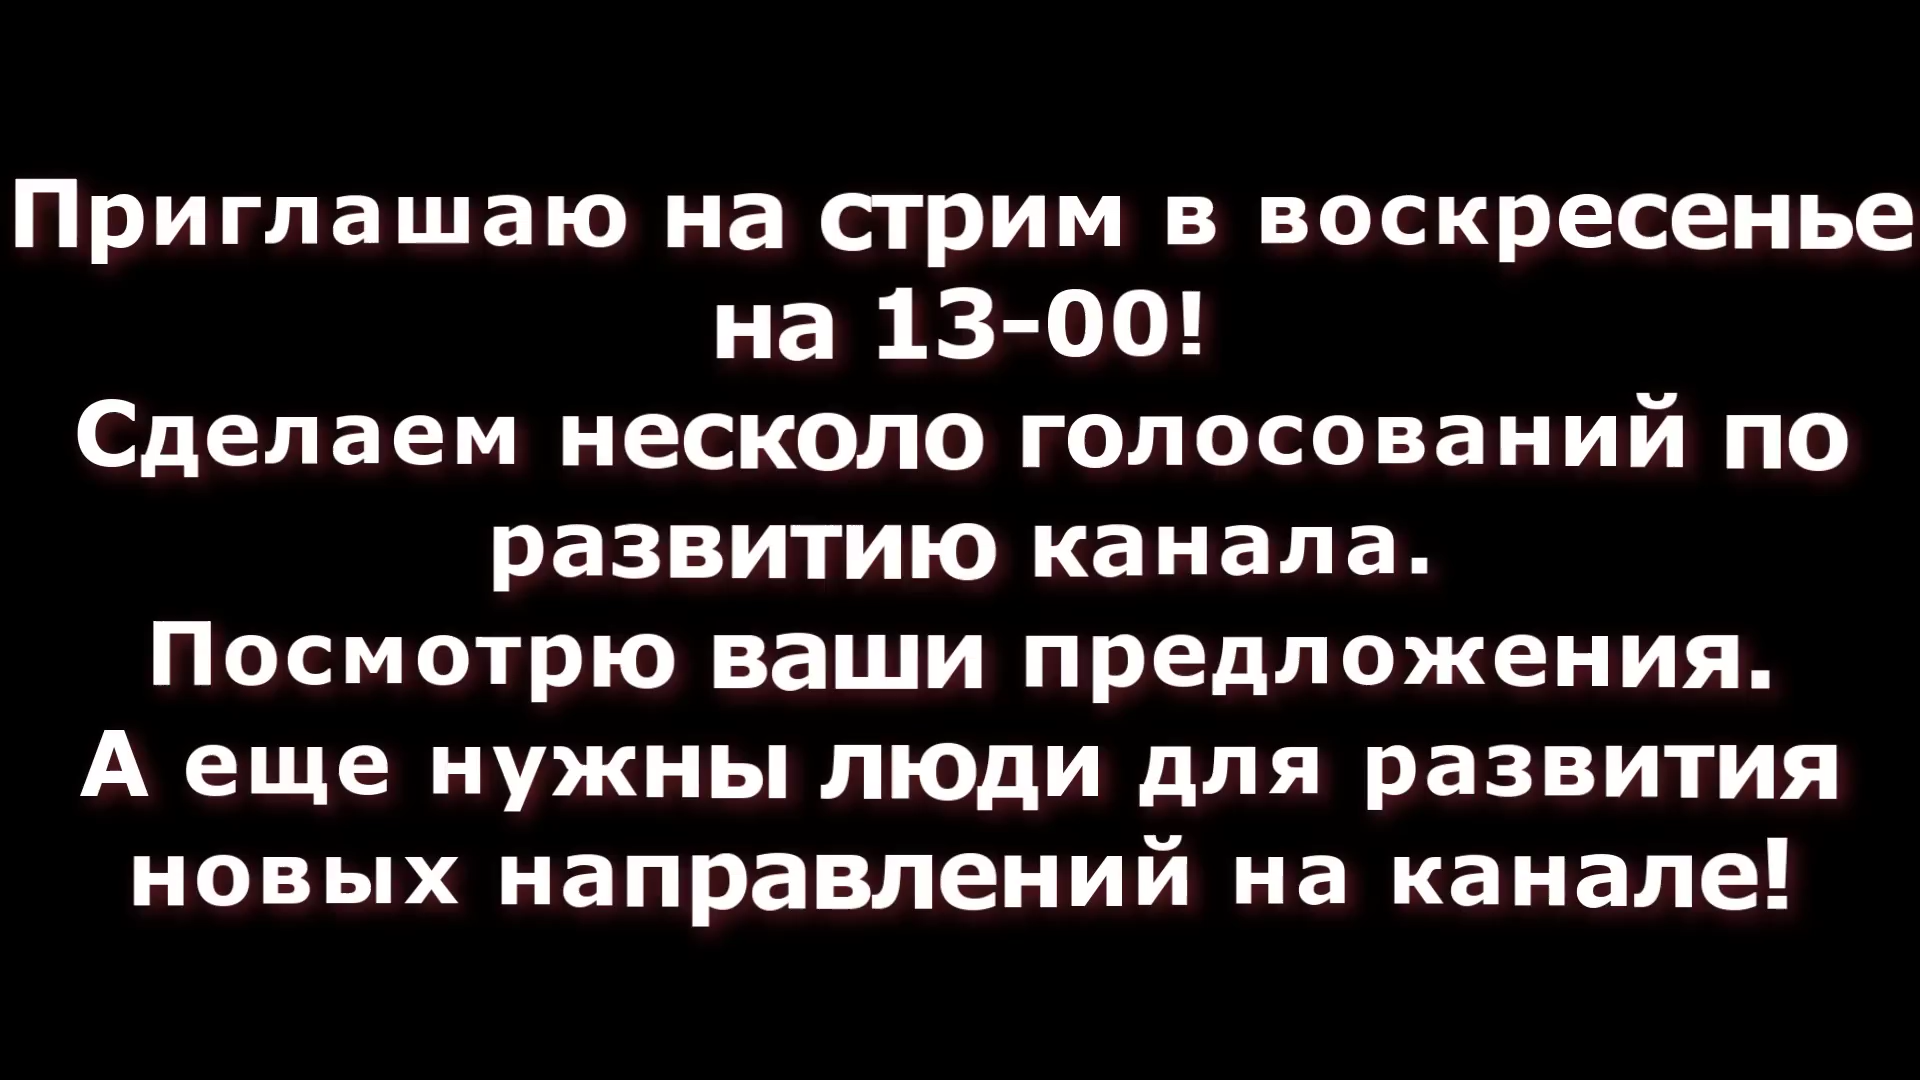 Приглашаю на стрим в воскресенье
на 13-00!
Сделаем несколо голосований по
развитию канала.
Посмотрю ваши предложения.
А еще нужны люди для развития
новых направлений на канале!